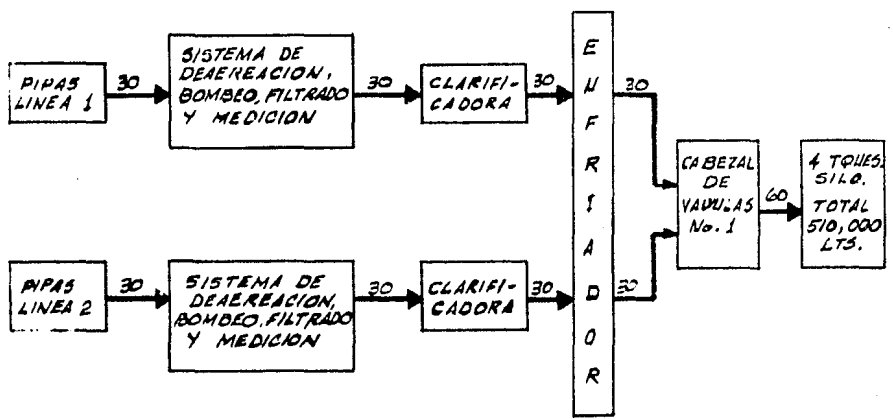 PIPAS
LINEA 1
30
SISTEMA DE
DEAEREACION,
BOMBEO, FILTRADO
Y MEDICION
30
CLARIFI-
CADORA
30
ENFRIADOR
30
CABEZAL
DE
VAVULAS
No. 1
60
4 TQUES.
SILO.
TOTAL
510,000
LTS.
PIPAS
LINEA 2
30
SISTEMA DE
DEAEREACION,
BOMBEO, FILTRADO
Y MEDICION
30
CLARIFI-
CADORA
30
30